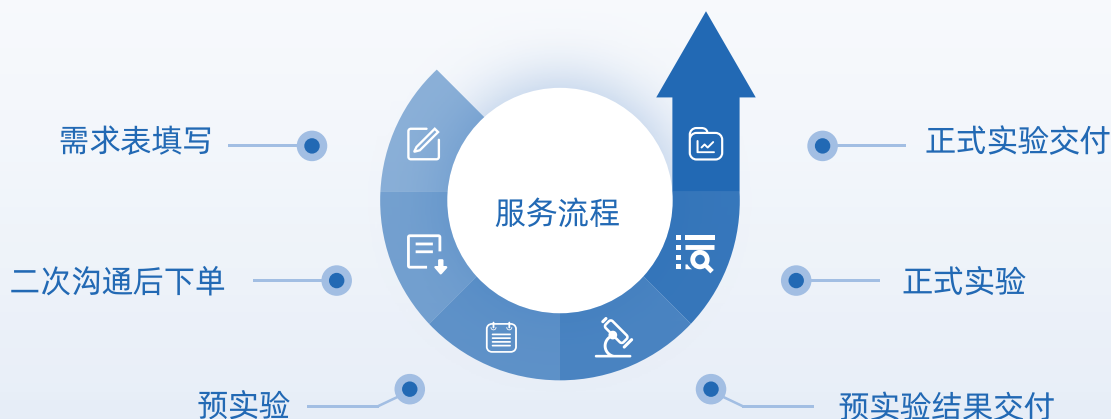 需求表填写
正式实验交付
服务流程
二次沟通后下单
正式实验
预实验
预实验结果交付